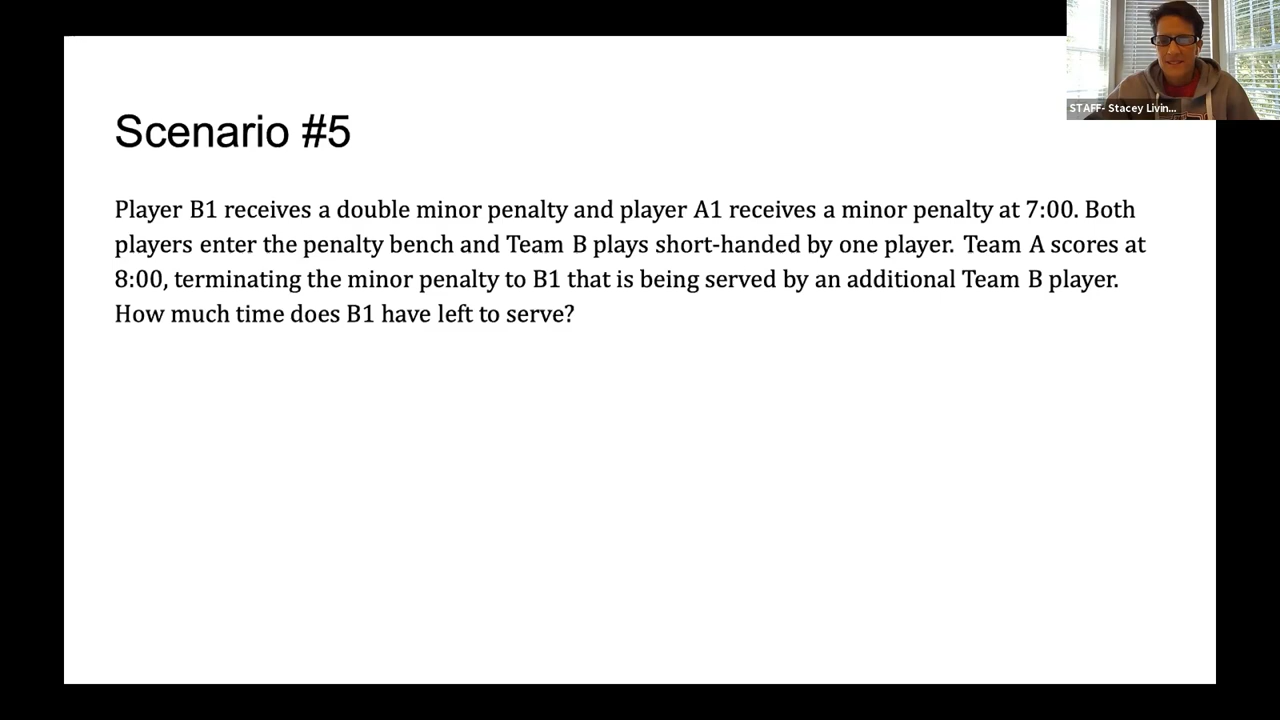 STAFF- Stacey Livin...
Scenario #5
Player B1 receives a double minor penalty and player A1 receives a minor penalty at 7:00. Both
players enter the penalty bench and Team B plays short-handed by one player. Team A scores at
8:00, terminating the minor penalty to B1 that is being served by an additional Team B player.
How much time does B1 have left to serve?